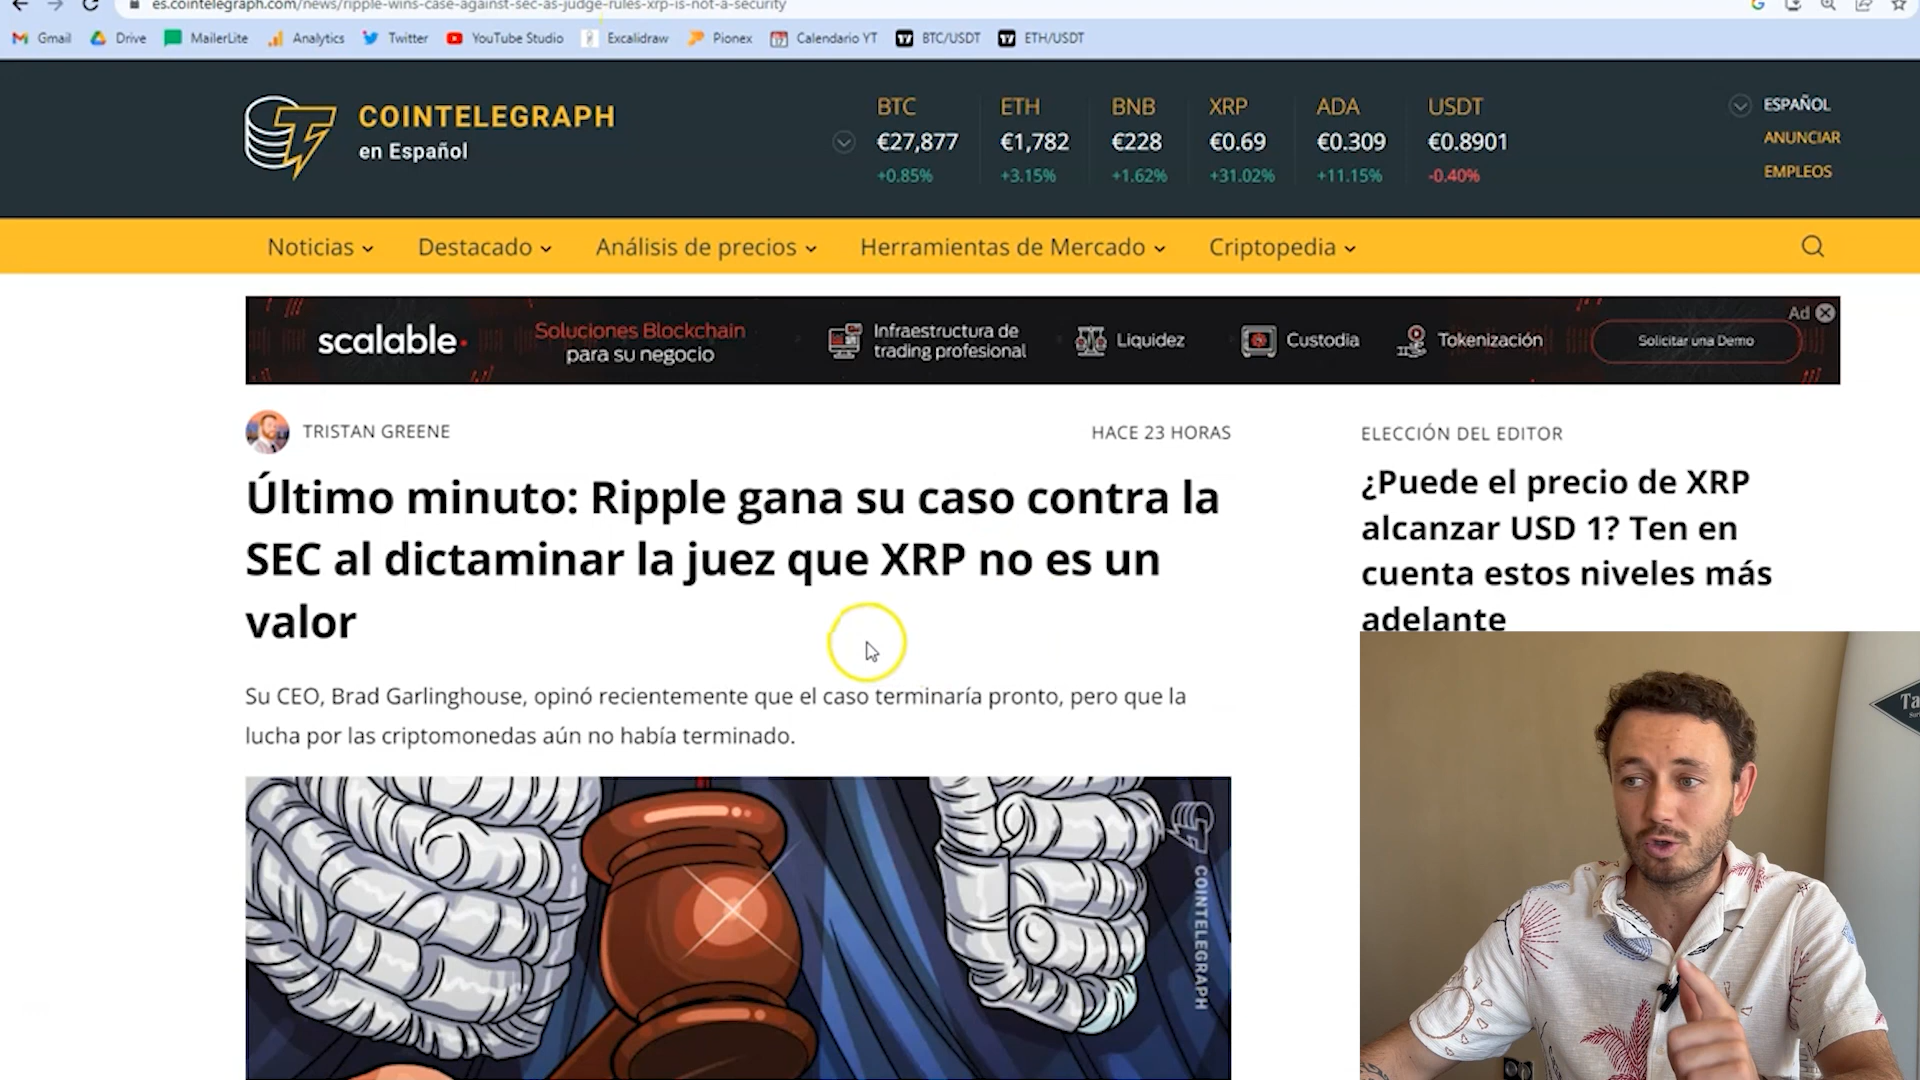 es.cointelegraph.com/news/ripple-wins-case-against-sec-as-judge-rules-xrp-is-not-a-security
Gmail Drive MailerLite Analytics Twitter YouTube Studio Excalidraw Pionex Calendario YT BTC/USDT ETH/USDT
COINTELEGRAPH
en Español
BTC ETH BNB XRP ADA USDT
€27,877 €1,782 €228 €0.69 €0.309 €0.8901
+0.85% +3.15% +1.62% +31.02% +11.15% -0.40%
ESPAÑOL
ANUNCIAR
EMPLEOS
Noticias Destacado Análisis de precios Herramientas de Mercado Criptopedia
scalable.
Soluciones Blockchain
para su negocio
Infraestructura de
trading profesional
Liquidez
Custodia
Tokenización
Solicitar una Demo
Ad
TRISTAN GREENE
HACE 23 HORAS
Último minuto: Ripple gana su caso contra la
SEC al dictaminar la juez que XRP no es un
valor
Su CEO, Brad Garlinghouse, opinó recientemente que el caso terminaría pronto, pero que la
lucha por las criptomonedas aún no había terminado.
COINTELEGRAPH
ELECCIÓN DEL EDITOR
¿Puede el precio de XRP
alcanzar USD 1? Ten en
cuenta estos niveles más
adelante